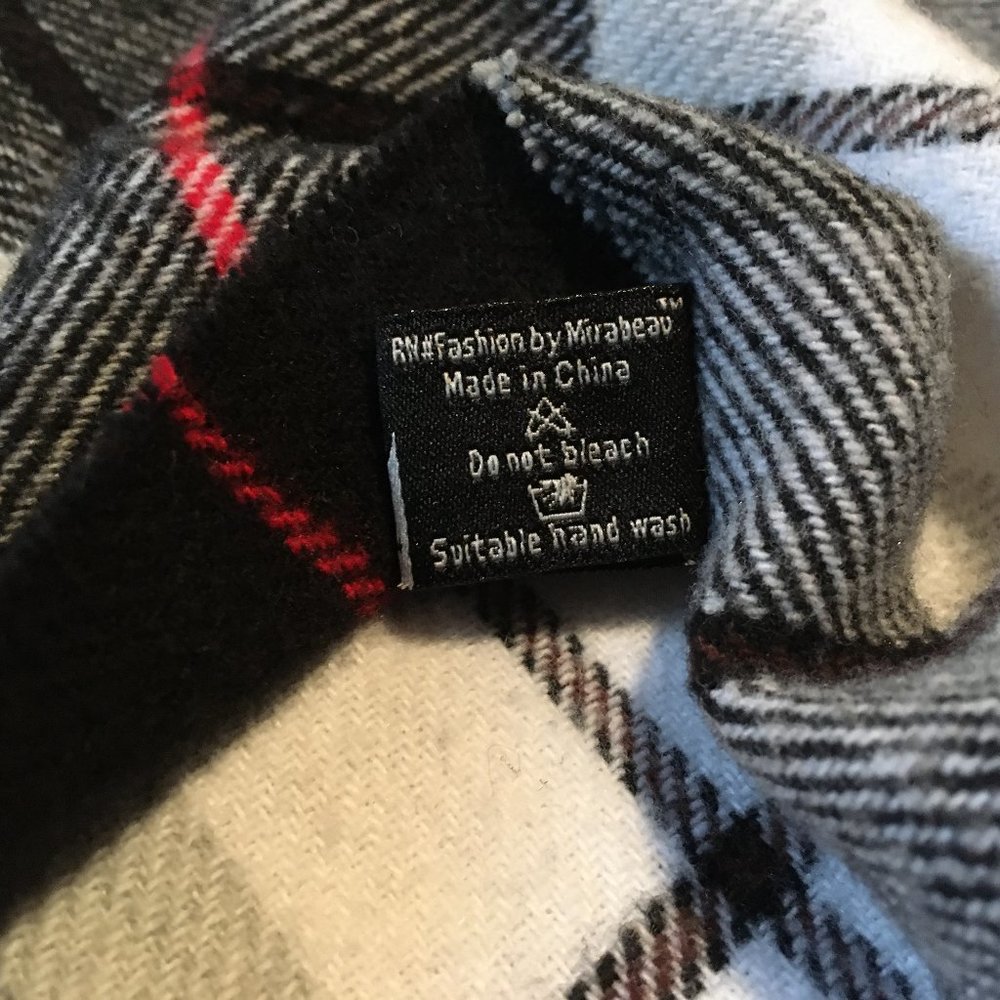 RN#Fashion by Mirabeau™
Made in China
Do not bleach
Suitable hand wash